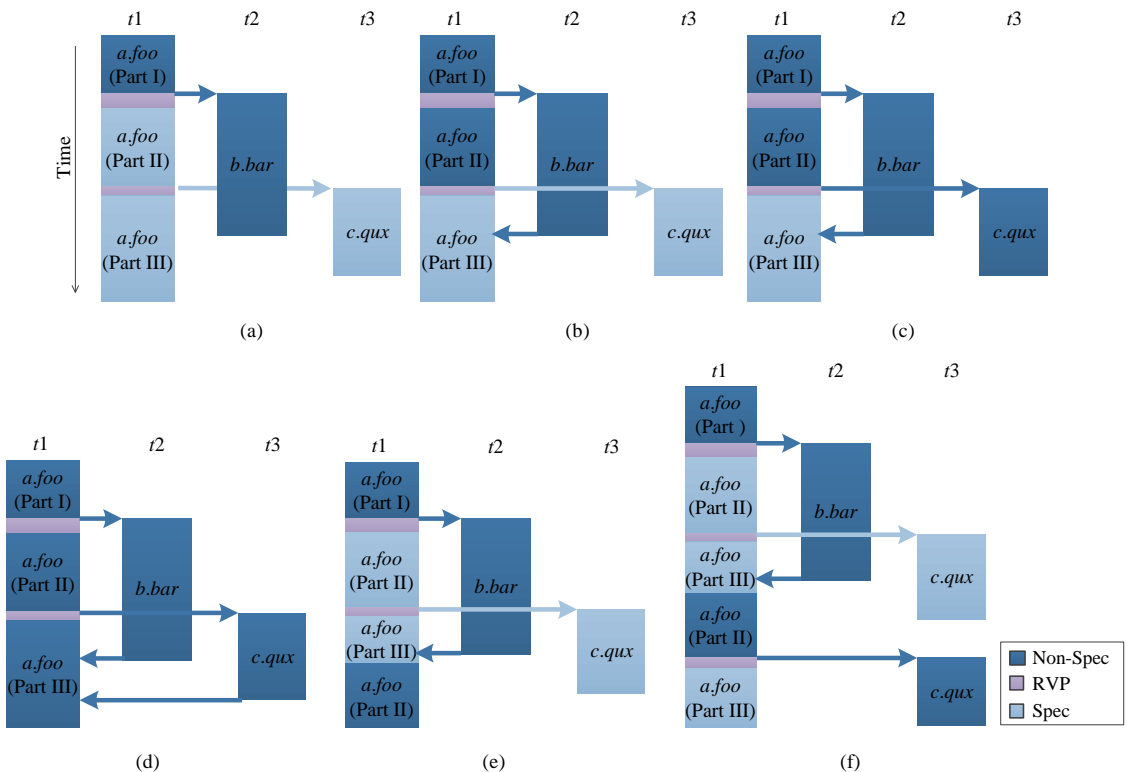 t1 t2 t3 t1 t2 t3 t1 t2 t3
Time
a.foo
(Part I)
a.foo
(Part II)
b.bar
a.foo
(Part III)
c.qux
(a)
a.foo
(Part I)
a.foo
(Part II)
b.bar
a.foo
(Part III)
c.qux
(b)
a.foo
(Part I)
a.foo
(Part II)
b.bar
a.foo
(Part III)
c.qux
(c)
t1 t2 t3
a.foo
(Part I)
a.foo
(Part II)
b.bar
a.foo
(Part III)
c.qux
(d)
t1 t2 t3
a.foo
(Part I)
a.foo
(Part II)
b.bar
a.foo
(Part III)
c.qux
a.foo
(Part II)
(e)
t1 t2 t3
a.foo
(Part )
a.foo
(Part II)
b.bar
a.foo
(Part III)
c.qux
a.foo
(Part II)
a.foo
(Part III)
c.qux
(f)
Non-Spec
RVP
Spec